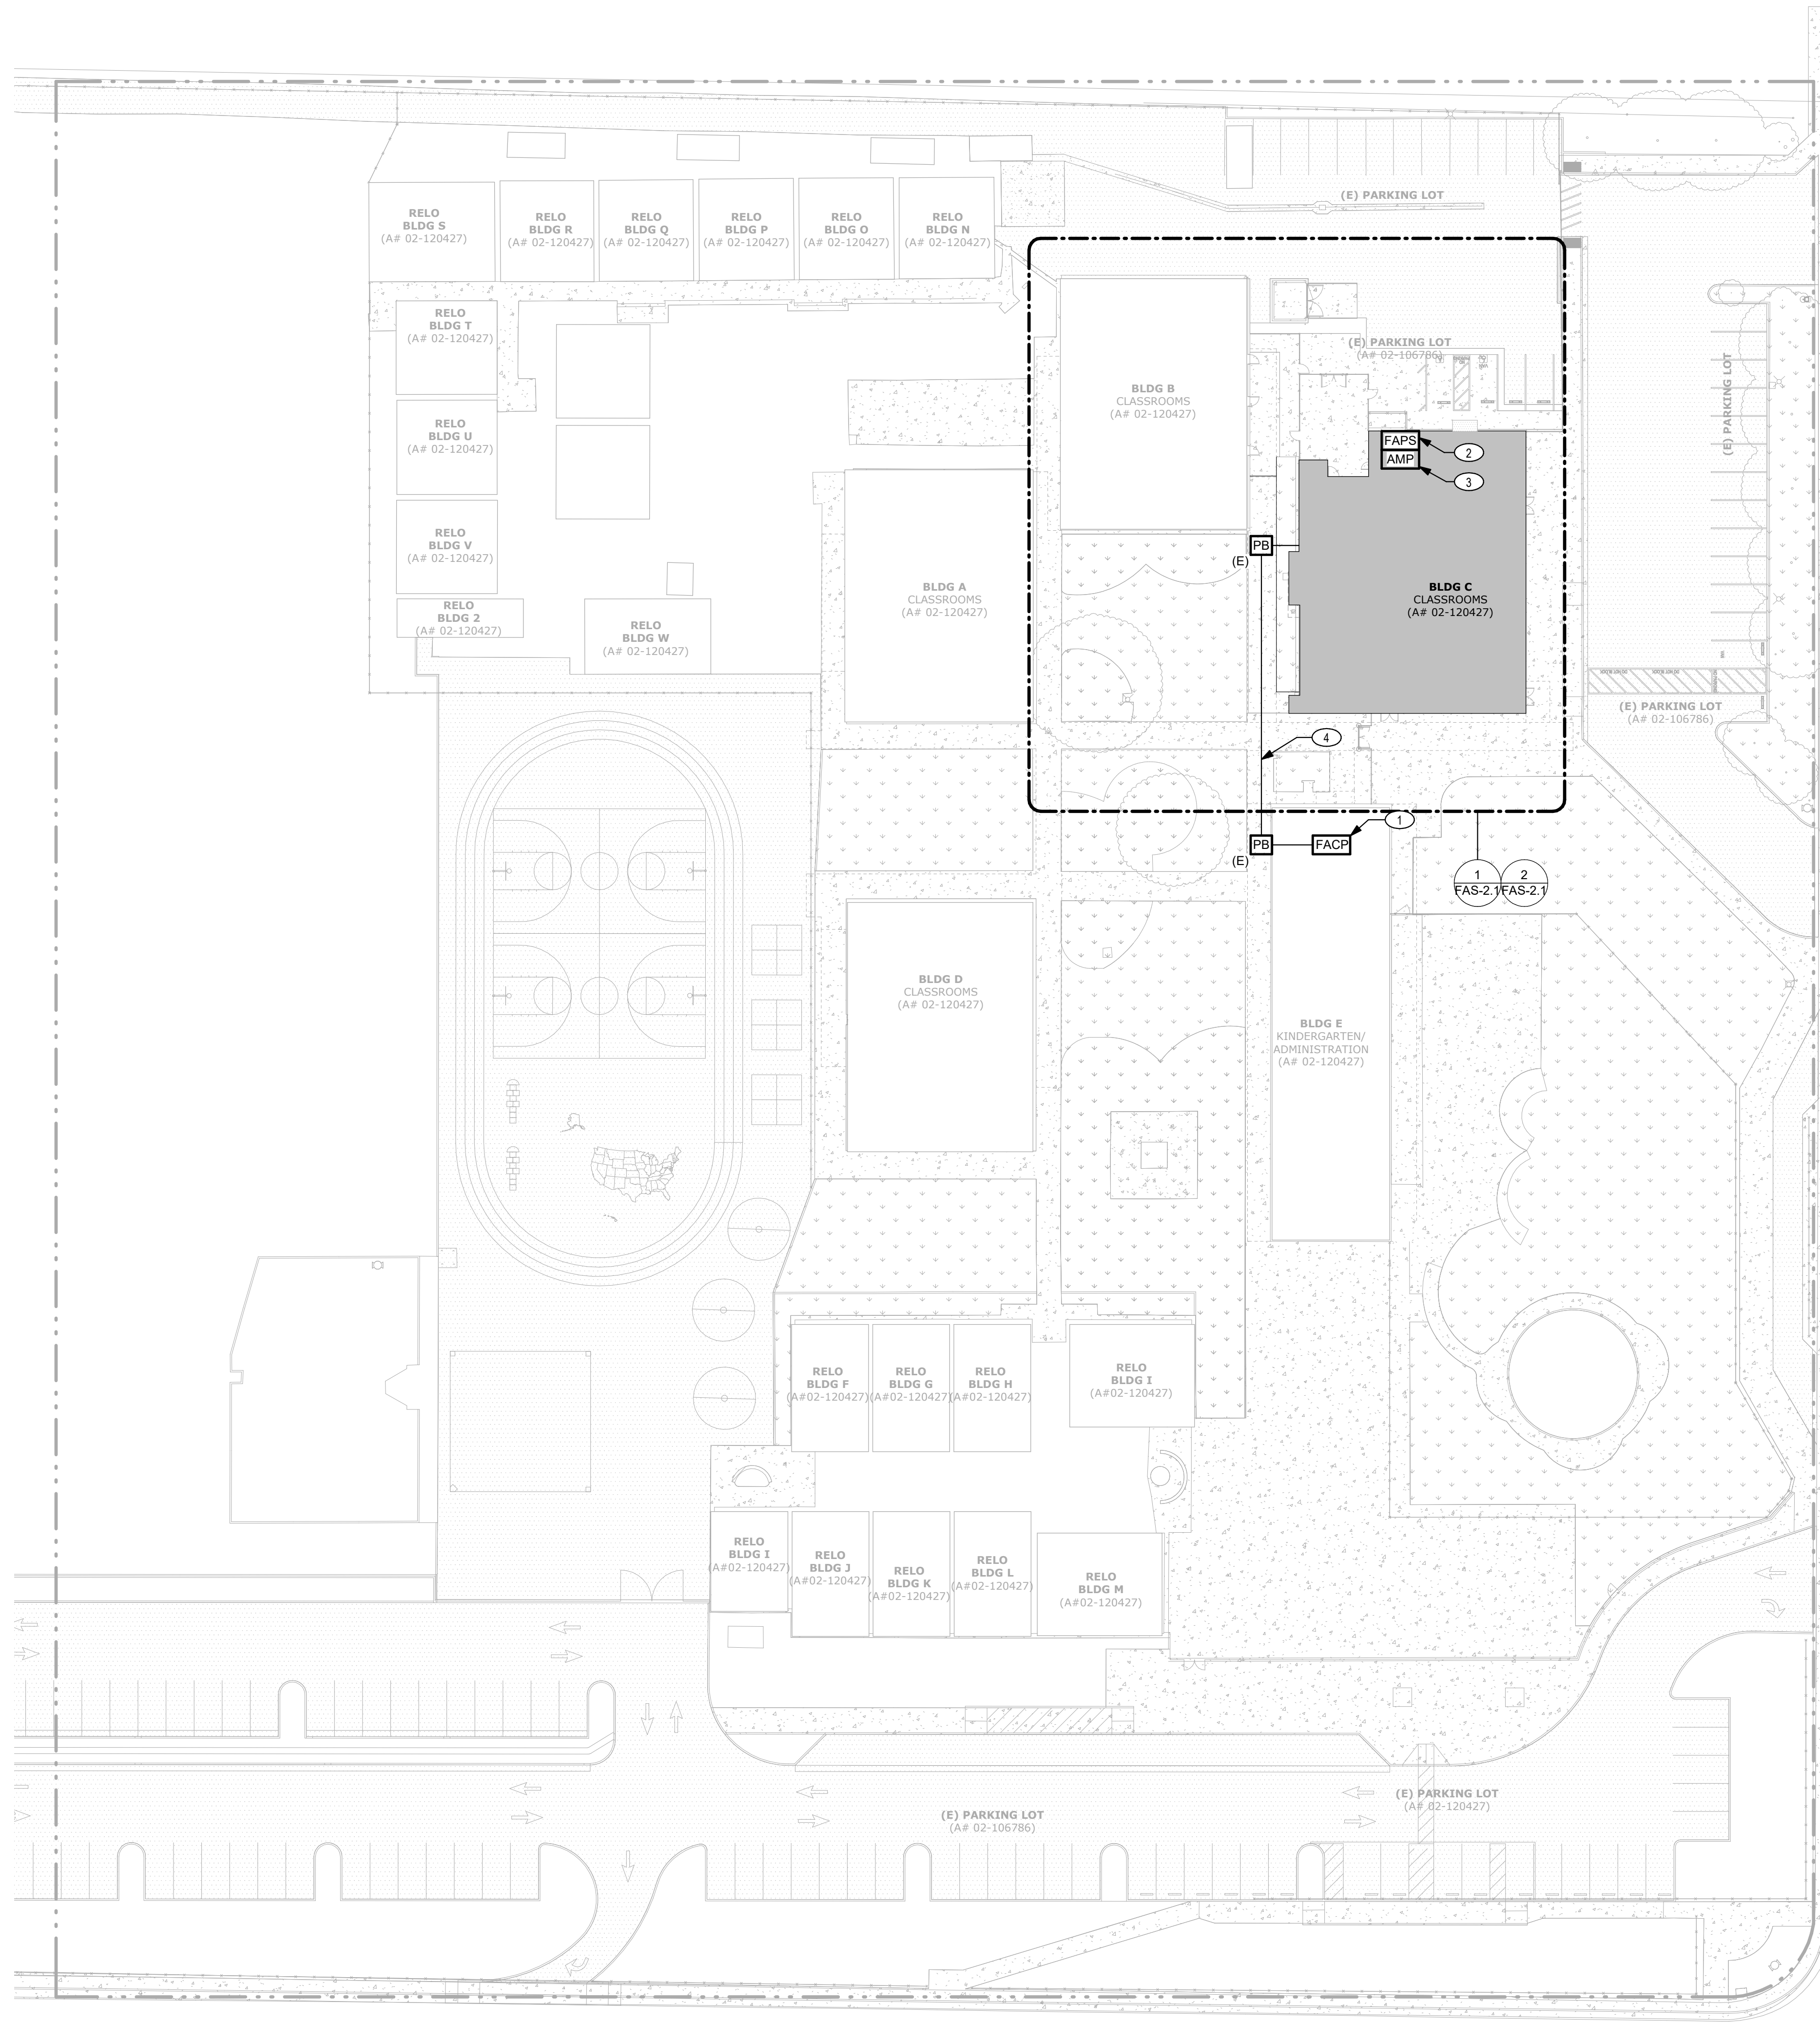 (E) PARKING LOT
RELO
BLDG S
(A# 02-120427)
RELO
BLDG R
(A# 02-120427)
RELO
BLDG Q
(A# 02-120427)
RELO
BLDG P
(A# 02-120427)
RELO
BLDG O
(A# 02-120427)
RELO
BLDG N
(A# 02-120427)
RELO
BLDG T
(A# 02-120427)
(E) PARKING LOT
(A# 02-106786)
(E) PARKING LOT
BLDG B
CLASSROOMS
(A# 02-120427)
RELO
BLDG U
(A# 02-120427)
FAPS
2
AMP
3
RELO
BLDG V
(A# 02-120427)
PB
(E)
BLDG A
CLASSROOMS
(A# 02-120427)
BLDG C
CLASSROOMS
(A# 02-120427)
RELO
BLDG 2
(A# 02-120427)
RELO
BLDG W
(A# 02-120427)
(E) PARKING LOT
(A# 02-106786)
4
1
PB
FACP
(E)
1
FAS-2.1
2
FAS-2.1
BLDG D
CLASSROOMS
(A# 02-120427)
BLDG E
KINDERGARTEN/
ADMINISTRATION
(A# 02-120427)
RELO
BLDG F
(A#02-120427)
RELO
BLDG G
(A#02-120427)
RELO
BLDG H
(A#02-120427)
RELO
BLDG I
(A#02-120427)
RELO
BLDG I
(A#02-120427)
RELO
BLDG J
(A#02-120427)
RELO
BLDG K
(A#02-120427)
RELO
BLDG L
(A#02-120427)
RELO
BLDG M
(A#02-120427)
(E) PARKING LOT
(A# 02-120427)
(E) PARKING LOT
(A# 02-106786)